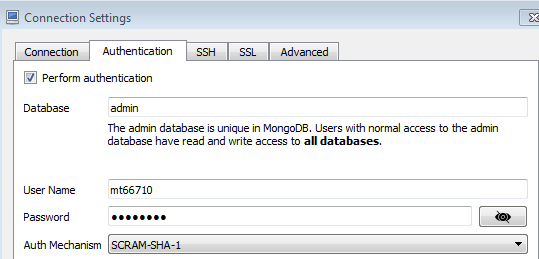 Connection Settings
Connection Authentication SSH SSL Advanced
Perform authentication
Database admin
The admin database is unique in MongoDB. Users with normal access to the admin
database have read and write access to all databases.
User Name mt66710
Password ●●●●●●●●
Auth Mechanism SCRAM-SHA-1